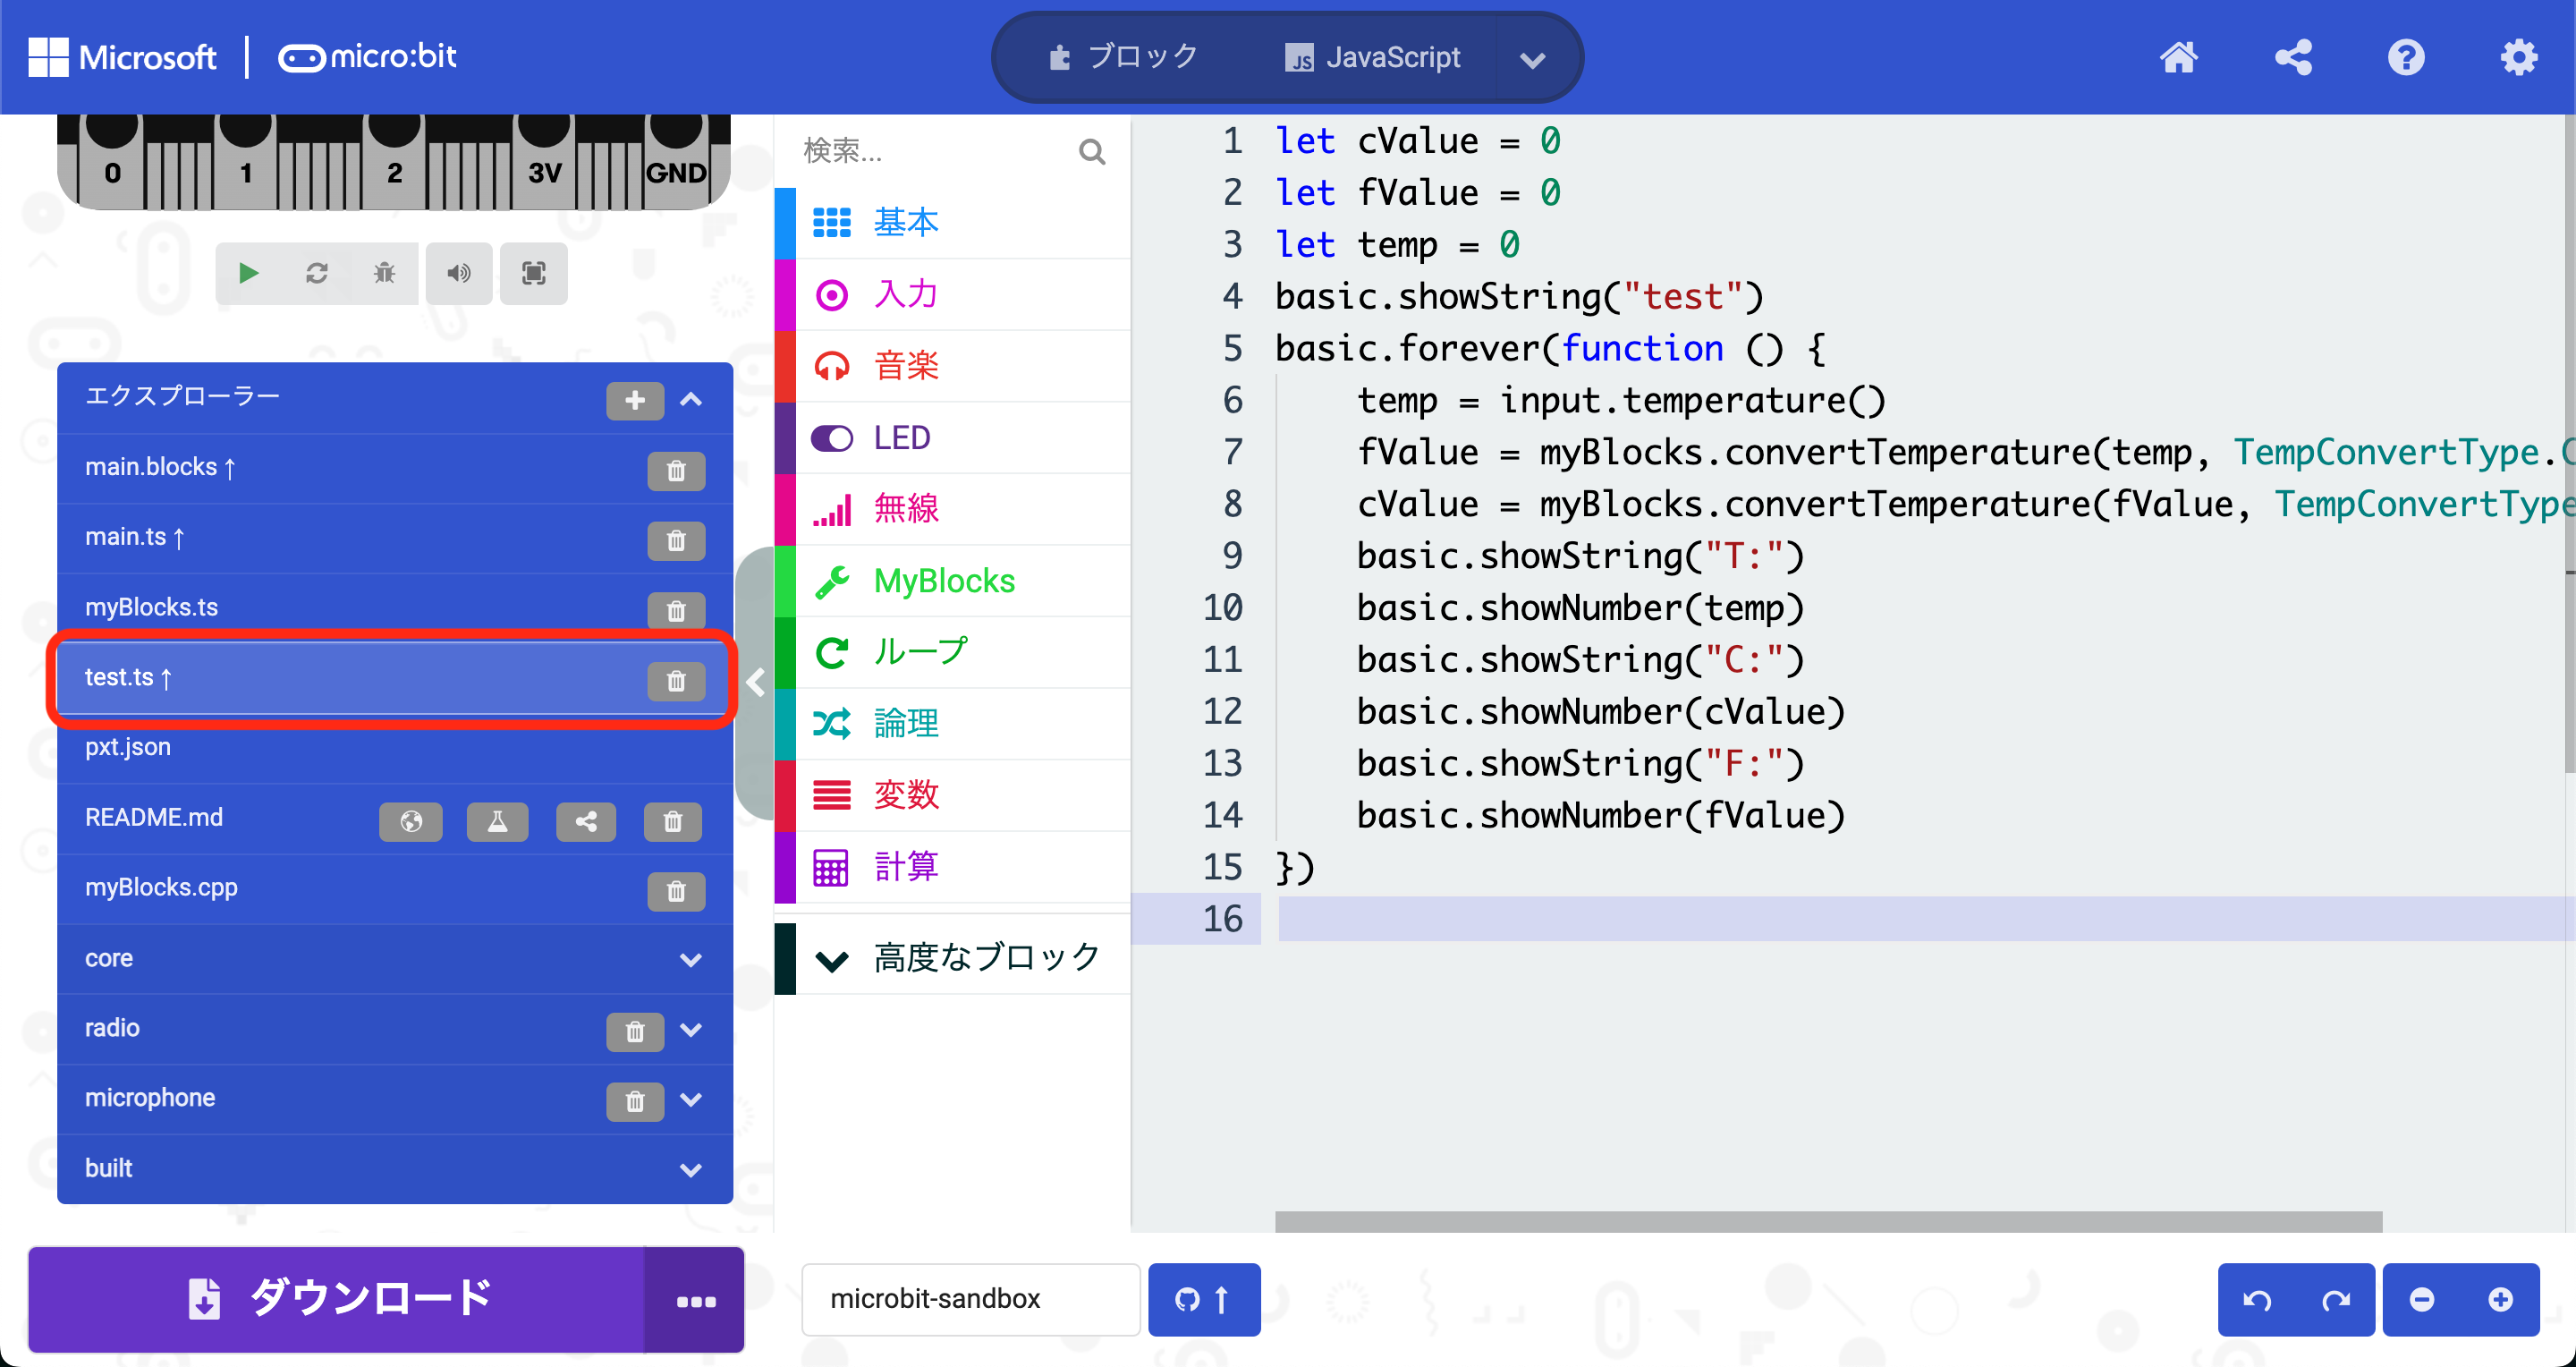 Microsoft | micro:bit
ブロック
JavaScript
0 1 2 3V GND
エクスプローラー
main.blocks ↑
main.ts ↑
myBlocks.ts
test.ts ↑
pxt.json
README.md
myBlocks.cpp
core
radio
microphone
built
ダウンロード
検索...
基本
入力
音楽
LED
無線
MyBlocks
ループ
論理
変数
計算
高度なブロック
1 let cValue = 0
2 let fValue = 0
3 let temp = 0
4 basic.showString("test")
5 basic.forever(function () {
6 temp = input.temperature()
7 fValue = myBlocks.convertTemperature(temp, TempConvertType.C
8 cValue = myBlocks.convertTemperature(fValue, TempConvertType
9 basic.showString("T:")
10 basic.showNumber(temp)
11 basic.showString("C:")
12 basic.showNumber(cValue)
13 basic.showString("F:")
14 basic.showNumber(fValue)
15 })
16
microbit-sandbox